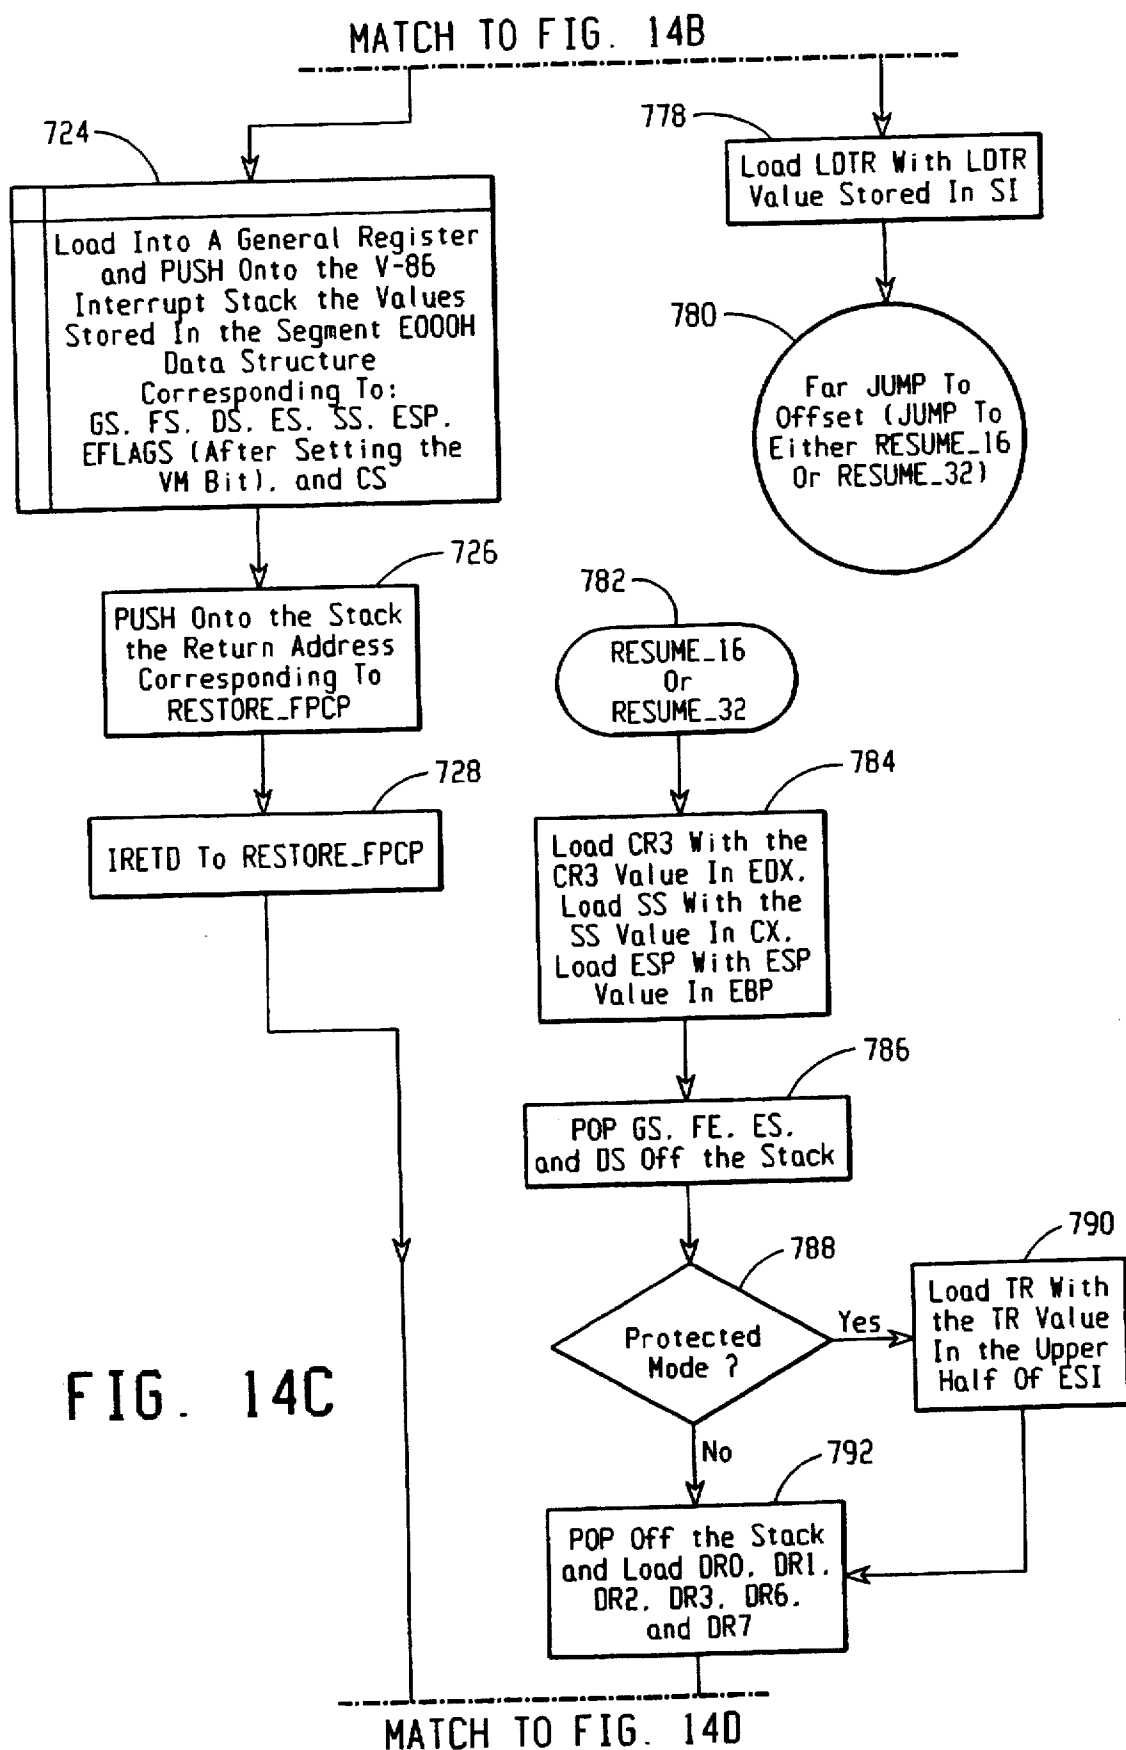 MATCH TO FIG. 14B
724
Load Into A General Register
and PUSH Onto the V-86
Interrupt Stack the Values
Stored In the Segment E000H
Data Structure
Corresponding To:
GS. FS. DS. ES. SS. ESP.
EFLAGS (After Setting the
VM Bit). and CS
726
PUSH Onto the Stack
the Return Address
Corresponding To
RESTORE_FPCP
728
IRETD To RESTORE_FPCP
778
Load LDTR With LDTR
Value Stored In SI
780
Far JUMP To
Offset (JUMP To
Either RESUME_16
Or RESUME_32)
782
RESUME_16
Or
RESUME_32
784
Load CR3 With the
CR3 Value In EDX.
Load SS With the
SS Value In CX.
Load ESP With ESP
Value In EBP
786
POP GS. FE. ES.
and DS Off the Stack
788
Protected
Mode ?
Yes
790
Load TR With
the TR Value
In the Upper
Half Of ESI
No
792
POP Off the Stack
and Load DR0. DR1.
DR2. DR3. DR6.
and DR7
FIG. 14C
MATCH TO FIG. 14D